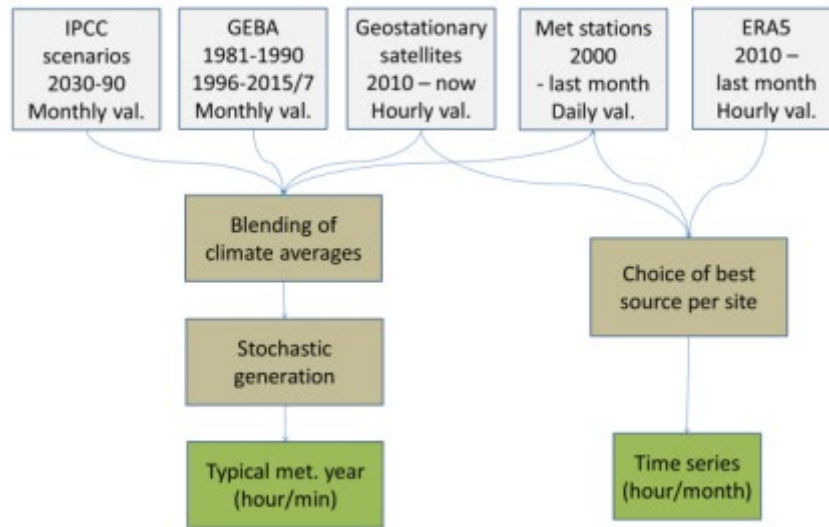 IPCC
scenarios
2030-90
Monthly val.
GEBA
1981-1990
1996-2015/7
Monthly val.
Geostationary
satellites
2010 – now
Hourly val.
Met stations
2000
- last month
Daily val.
ERA5
2010 –
last month
Hourly val.
Blending of
climate averages
Choice of best
source per site
Stochastic
generation
Typical met. year
(hour/min)
Time series
(hour/month)